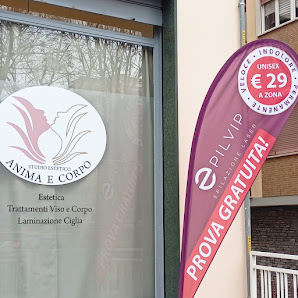 STUDIO ESTETICO
ANIMA E CORPO
Estetica
Trattamenti Viso e Corpo
Laminazione Ciglia
VELOCE • INDOLORE • PERMANENTE
UNISEX
€ 29
A ZONA
EPILVIP
EPILAZIONE LASER
PROVA GRATUITA!